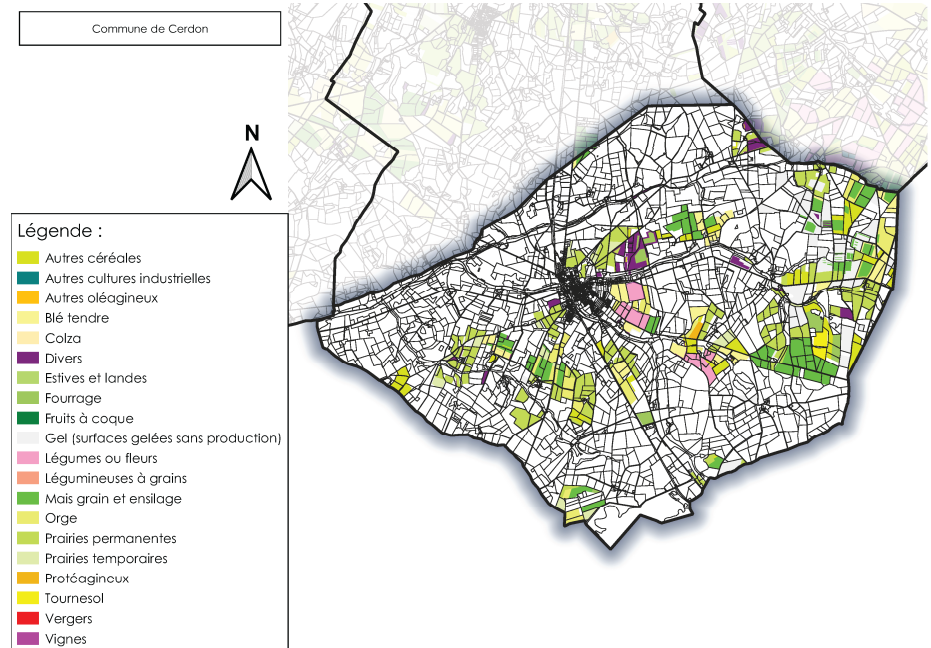 Commune de Cerdon
N
Légende :
Autres céréales
Autres cultures industrielles
Autres oléagineux
Blé tendre
Colza
Divers
Estives et landes
Fourrage
Fruits à coque
Gel (surfaces gelées sans production)
Légumes ou fleurs
Légumineuses à grains
Mais grain et ensilage
Orge
Prairies permanentes
Prairies temporaires
Protéagineux
Tournesol
Vergers
Vignes